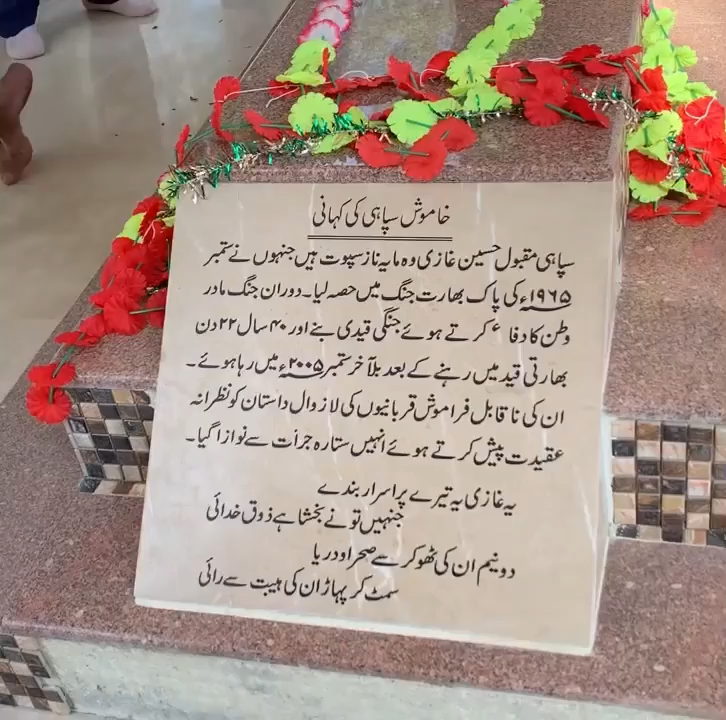 خاموش سپاہی کی کہانی
سپاہی مقبول حسین غازی وہ مایہ ناز سپوت ہیں جنہوں نے ستمبر
۱۹۶۵ء کی پاک بھارت جنگ میں حصہ لیا۔ دوران جنگ مادر
وطن کا دفاع کرتے ہوئے جنگی قیدی بنے اور ۴۰ سال ۲۲ دن
بھارتی قید میں رہنے کے بعد بلآخر ستمبر ۲۰۰۵ء میں رہا ہوئے۔
ان کی ناقابل فراموش قربانیوں کی لازوال داستان کو نظرانہ
عقیدت پیش کرتے ہوئے انہیں ستارہ جرأت سے نوازا گیا۔
یہ غازی یہ تیرے پراسرار بندے
جنہیں تو نے بخشا ہے ذوق خدائی
دو نیم ان کی ٹھوکر سے صحرا و دریا
سمٹ کر پہاڑ ان کی ہیبت سے رائی